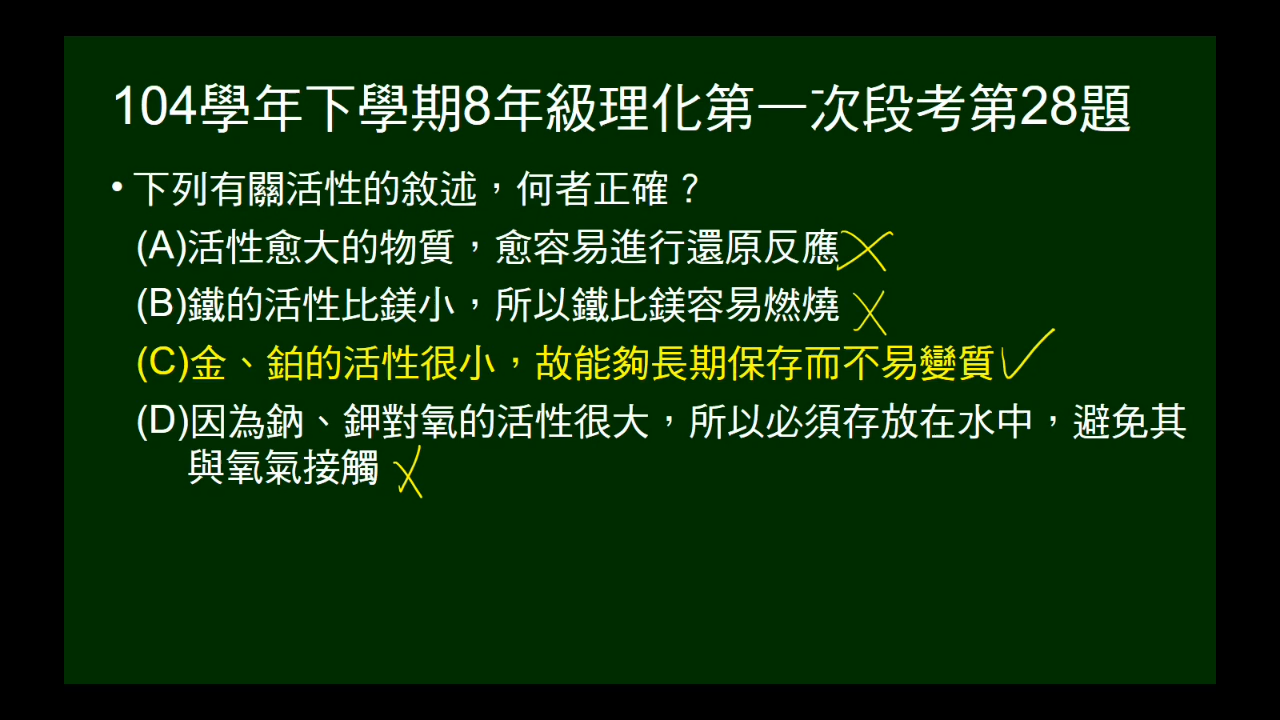 104學年下學期8年級理化第一次段考第28題
• 下列有關活性的敘述，何者正確？
(A)活性愈大的物質，愈容易進行還原反應
(B)鐵的活性比鎂小，所以鐵比鎂容易燃燒
(C)金、鉑的活性很小，故能夠長期保存而不易變質
(D)因為鈉、鉀對氧的活性很大，所以必須存放在水中，避免其
與氧氣接觸